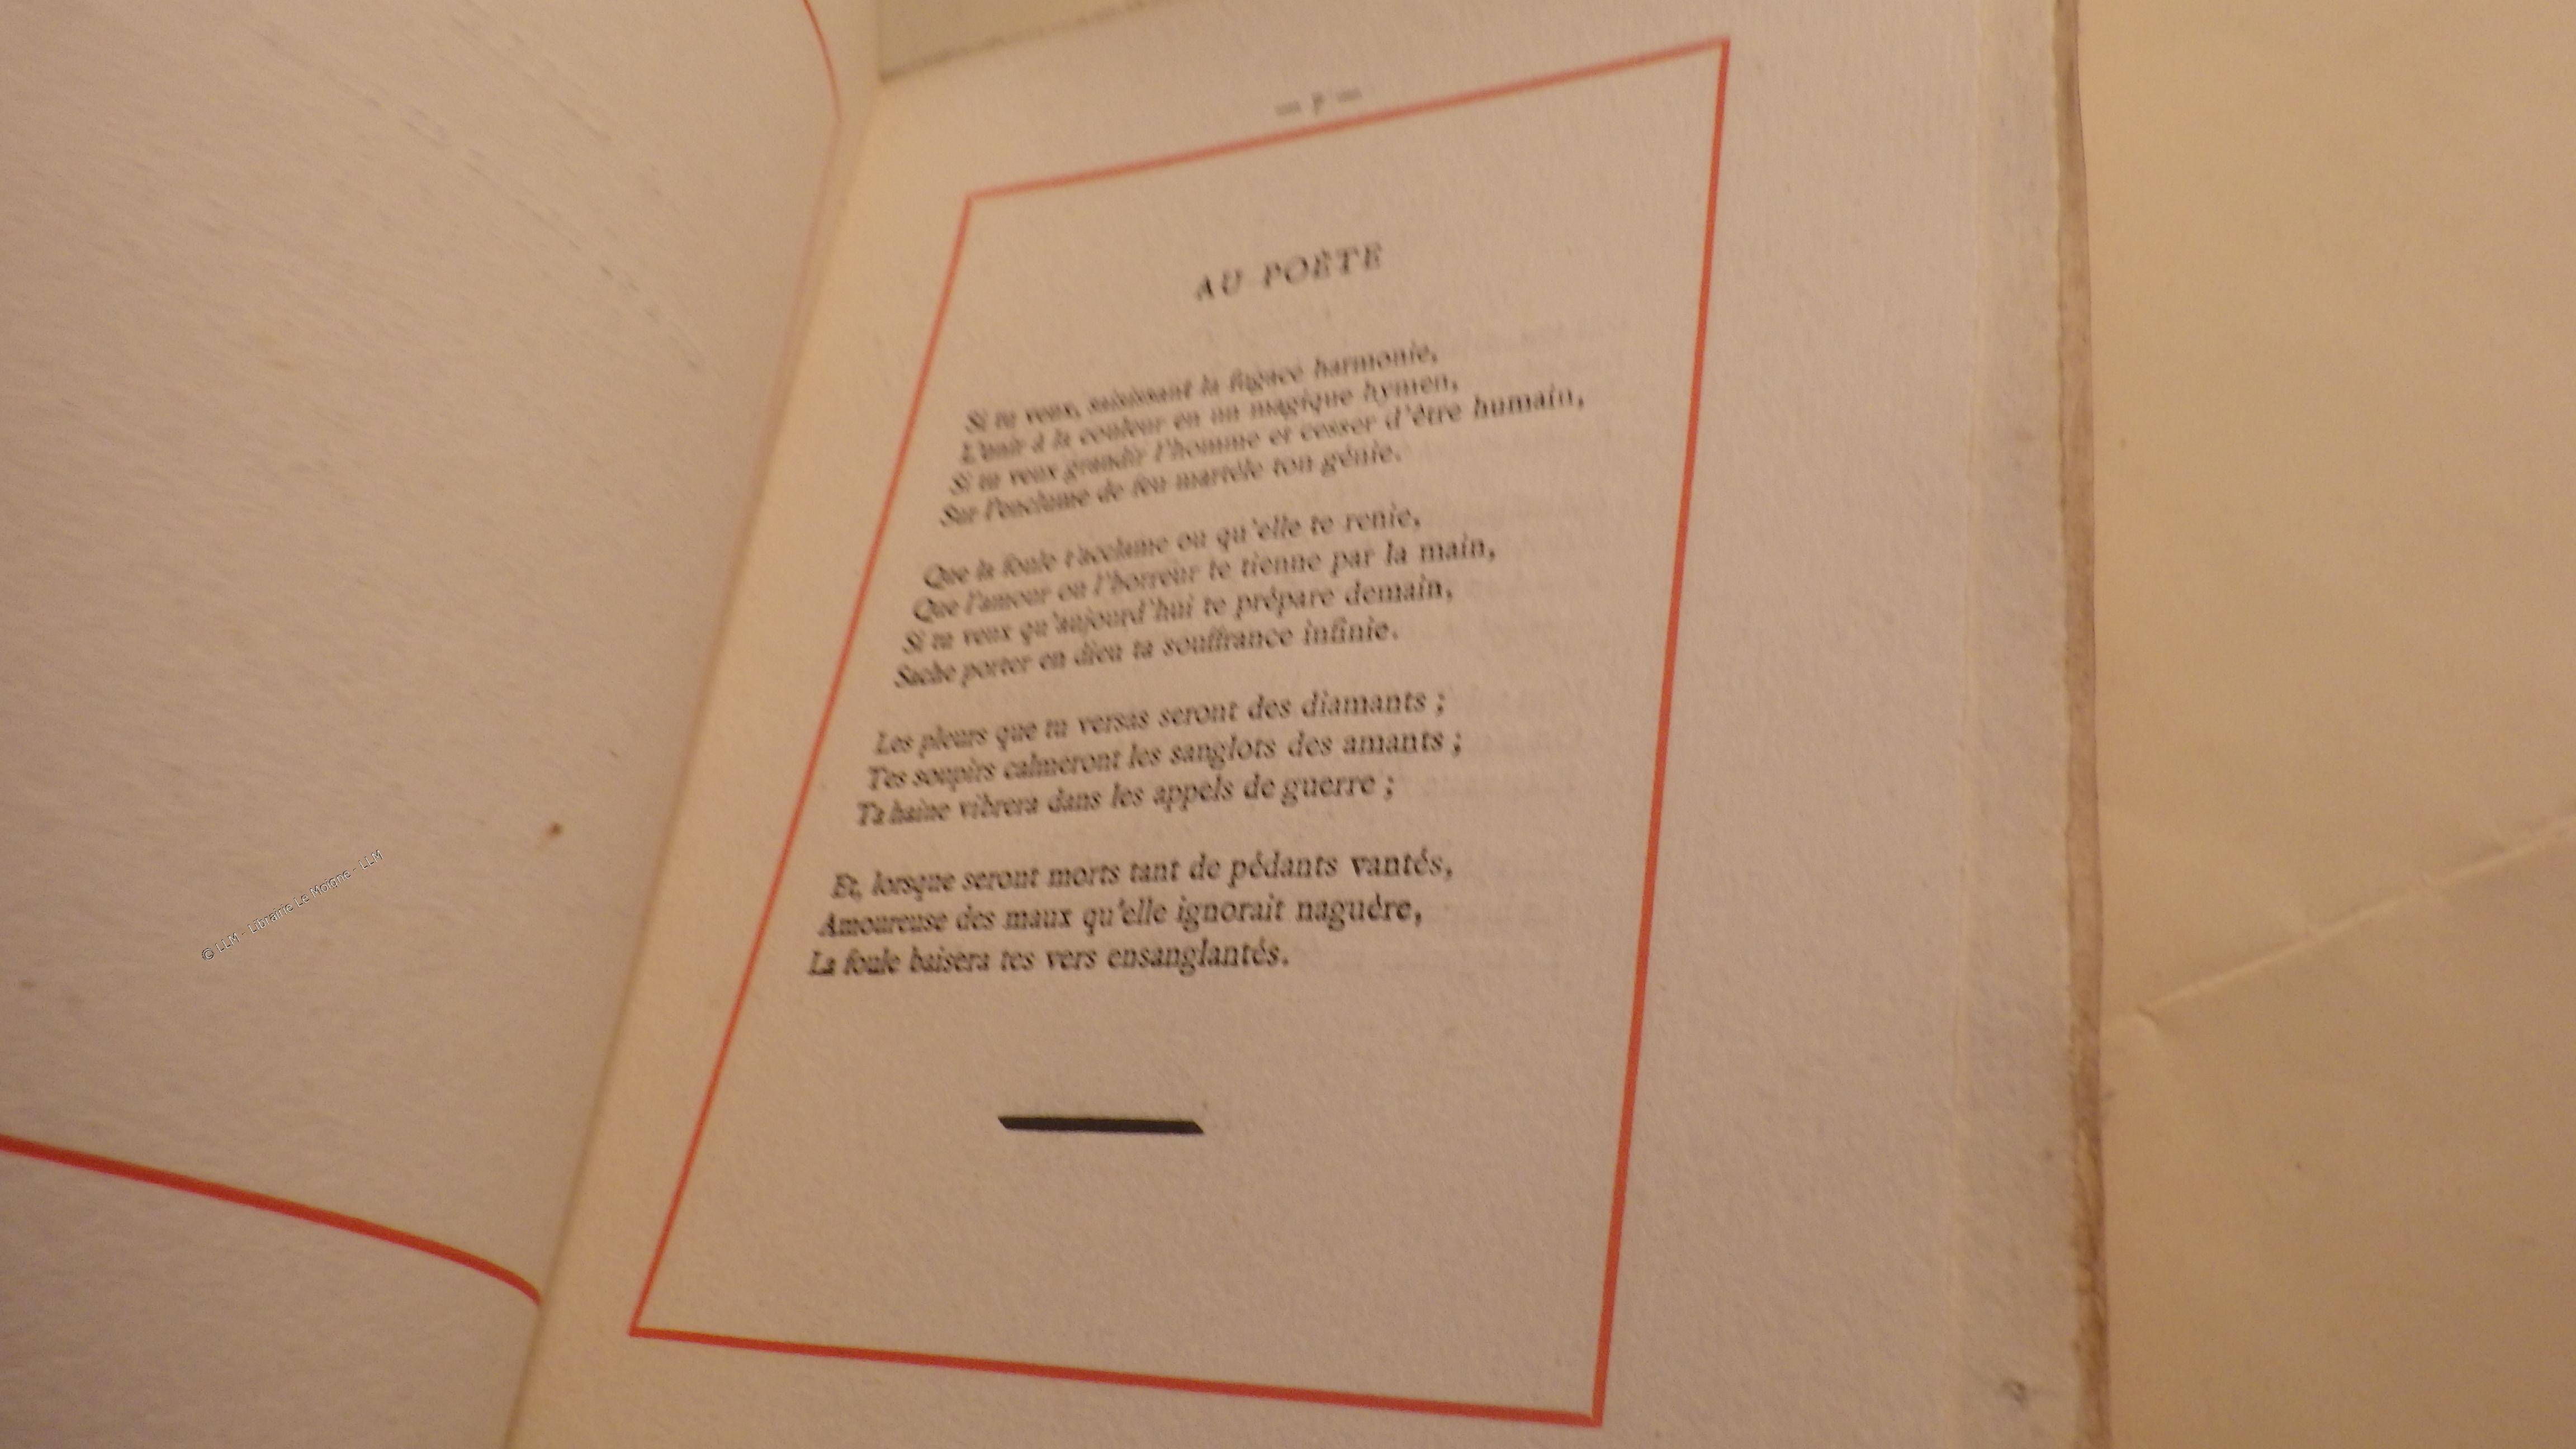 AU POÈTE
Si tu veux, saisissant la fugace harmonie,
L'unir à la couleur en un magique hymen,
Si tu veux grandir l'homme et cesser d'être humain,
Sur l'enclume de feu martèle ton génie.
Que la foule t'acclame ou qu'elle te renie,
Que l'amour ou l'horreur te tienne par la main,
Si tu veux qu'aujourd'hui te prépare demain,
Sache porter en dieu ta souffrance infinie.
Les pleurs que tu versas seront des diamants ;
Tes soupirs calmeront les sanglots des amants ;
Ta haine vibrera dans les appels de guerre ;
Et, lorsque seront morts tant de pédants vantés,
Amoureuse des maux qu'elle ignorait naguère,
La foule baisera tes vers ensanglantés.
© LLM - Librairie Le Moigne - LLM